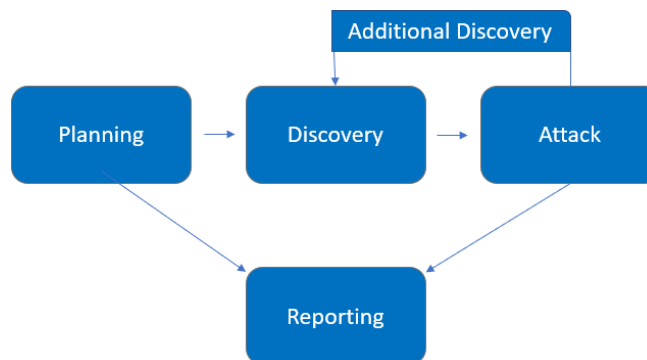 Additional Discovery
Planning
Discovery
Attack
Reporting